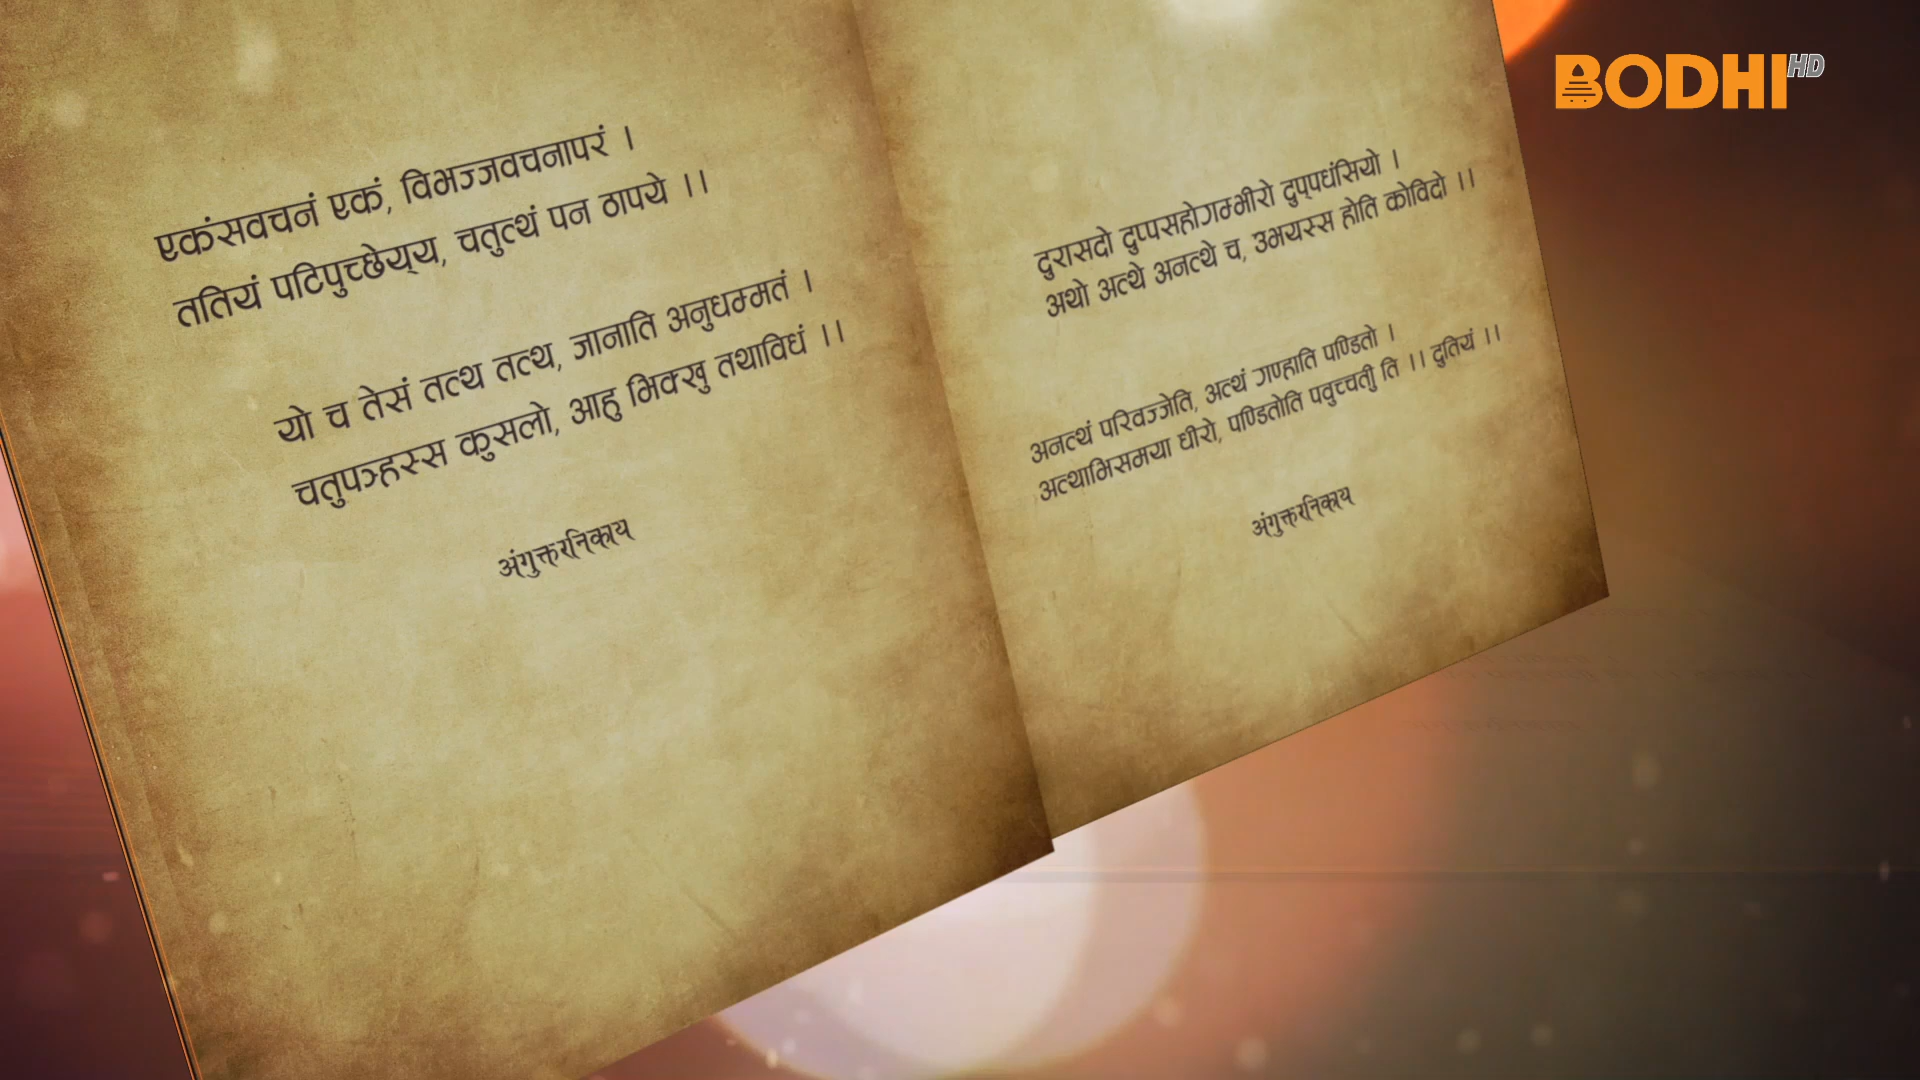 एकंसवचनं एकं, विभज्जवचनापरं ।
ततियं पटिपुच्छेय्य, चतुत्थं पन ठापये ।।
यो च तेसं तत्थ तत्थ, जानाति अनुधम्मतं ।
चतुपञ्हस्स कुसलो, आहु भिक्खु तथाविधं ।।
अंगुत्तरनिकाय
दुरासदो दुप्पसहोगम्भीरो दुप्पधंसियो ।
अथो अत्थे अनत्थे च, उभयस्स होति कोविदो ।।
अनत्थं परिवज्जेति, अत्थं गण्हाति पण्डितो ।
अत्थाभिसमया धीरो, पण्डितोति पवुच्चती ति ।। दुतियं ।।
अंगुत्तरनिकाय
BODHI HD